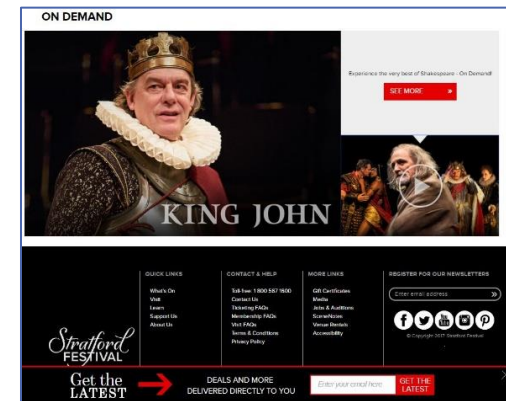 ON DEMAND
KING JOHN
Experience the very best of Shakespeare - On Demand!
SEE MORE »
QUICK LINKS
What's On
Visit
Learn
Support Us
About Us
CONTACT & HELP
Toll-free: 1.800.567.1600
Contact Us
Ticketing FAQs
Membership FAQs
Visit FAQs
Terms & Conditions
Privacy Policy
MORE LINKS
Gift Certificates
Media
Jobs & Auditions
SceneNotes
Venue Rentals
Accessibility
REGISTER FOR OUR NEWSLETTERS
Enter email address »
© Copyright 2017 Stratford Festival
Stratford
FESTIVAL
Get the
LATEST
DEALS AND MORE
DELIVERED DIRECTLY TO YOU
Enter your email here
GET THE
LATEST